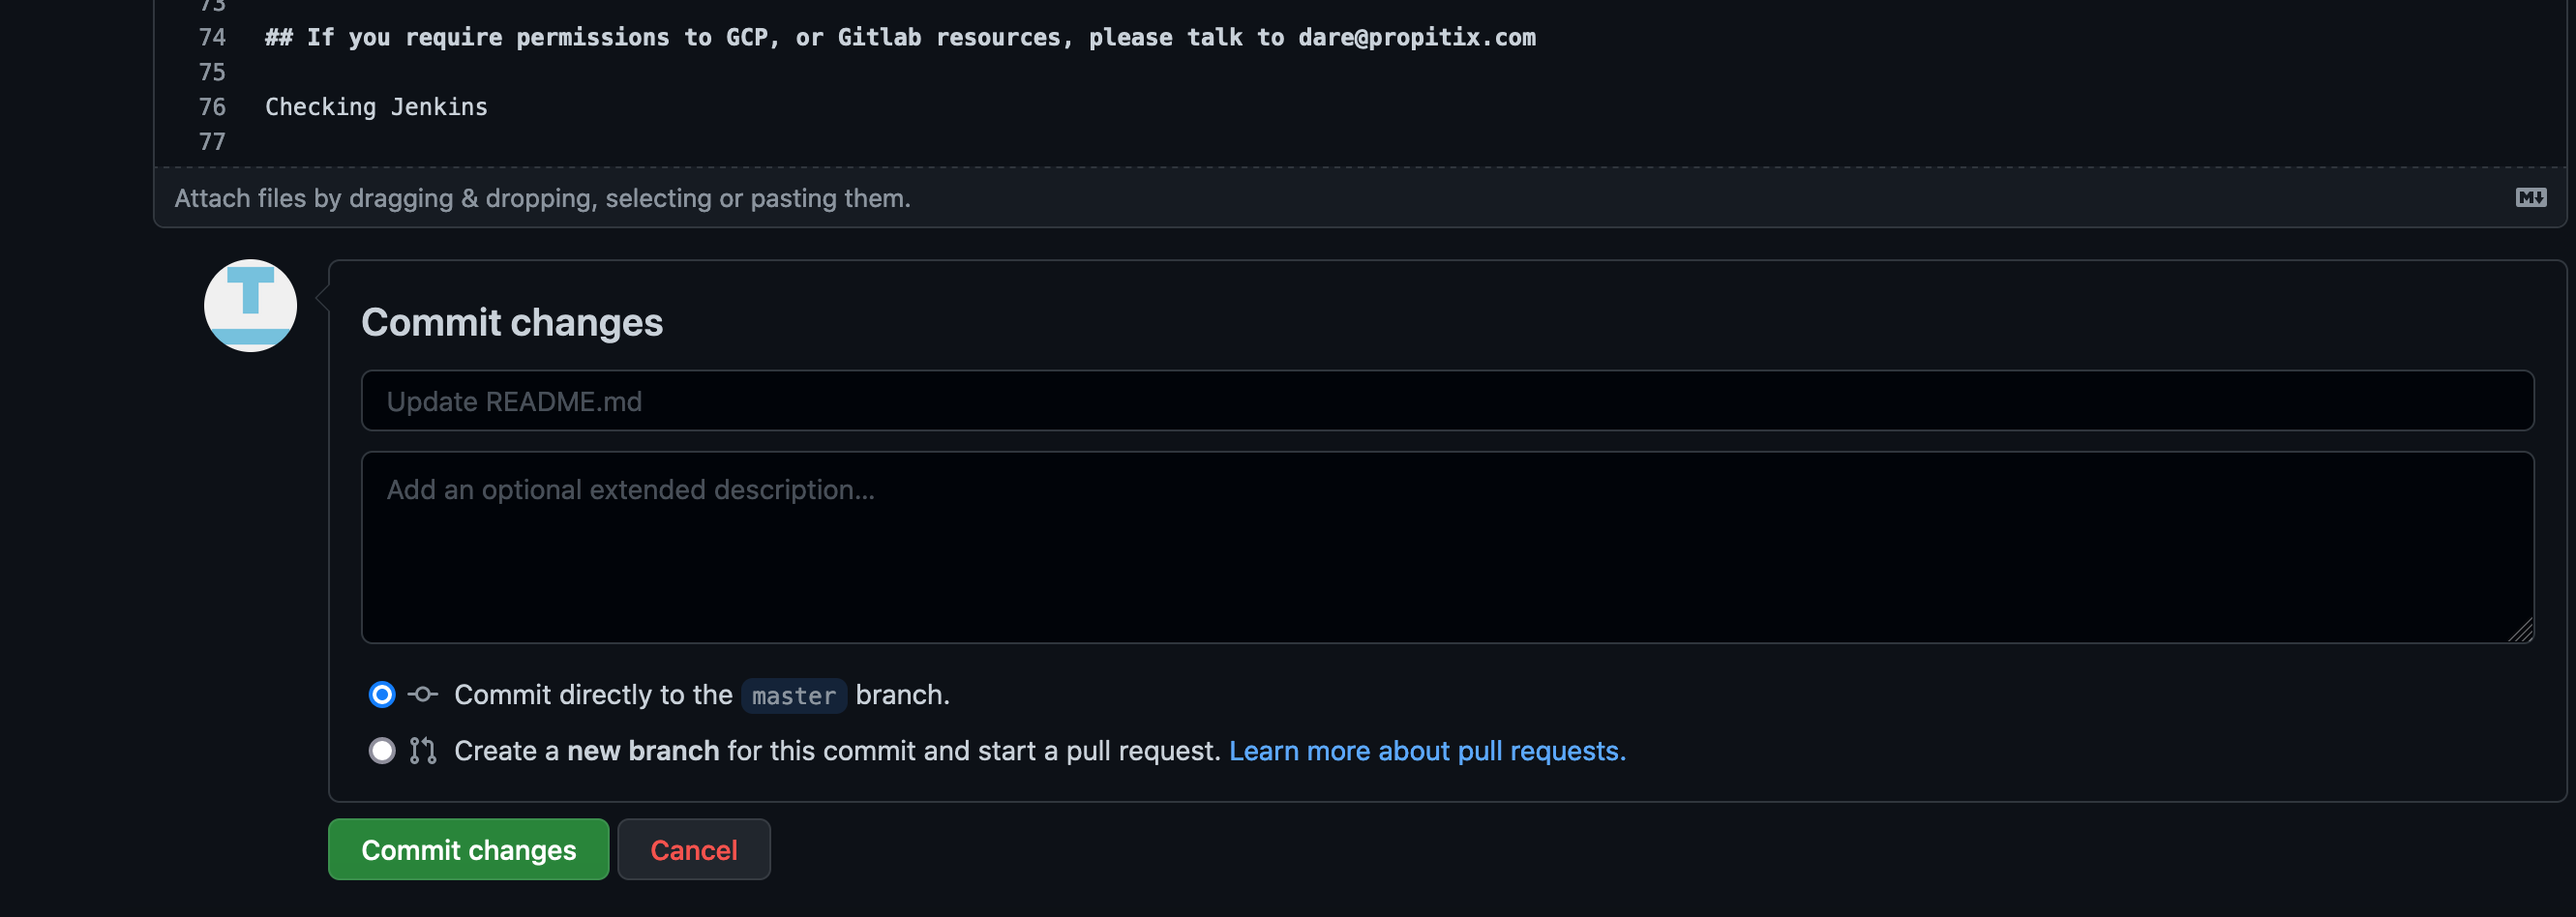 73
74 ## If you require permissions to GCP, or Gitlab resources, please talk to dare@propitix.com
75
76 Checking Jenkins
77
Attach files by dragging & dropping, selecting or pasting them.
M
Commit changes
Update README.md
Add an optional extended description...
Commit directly to the master branch.
Create a new branch for this commit and start a pull request. Learn more about pull requests.
Commit changes Cancel